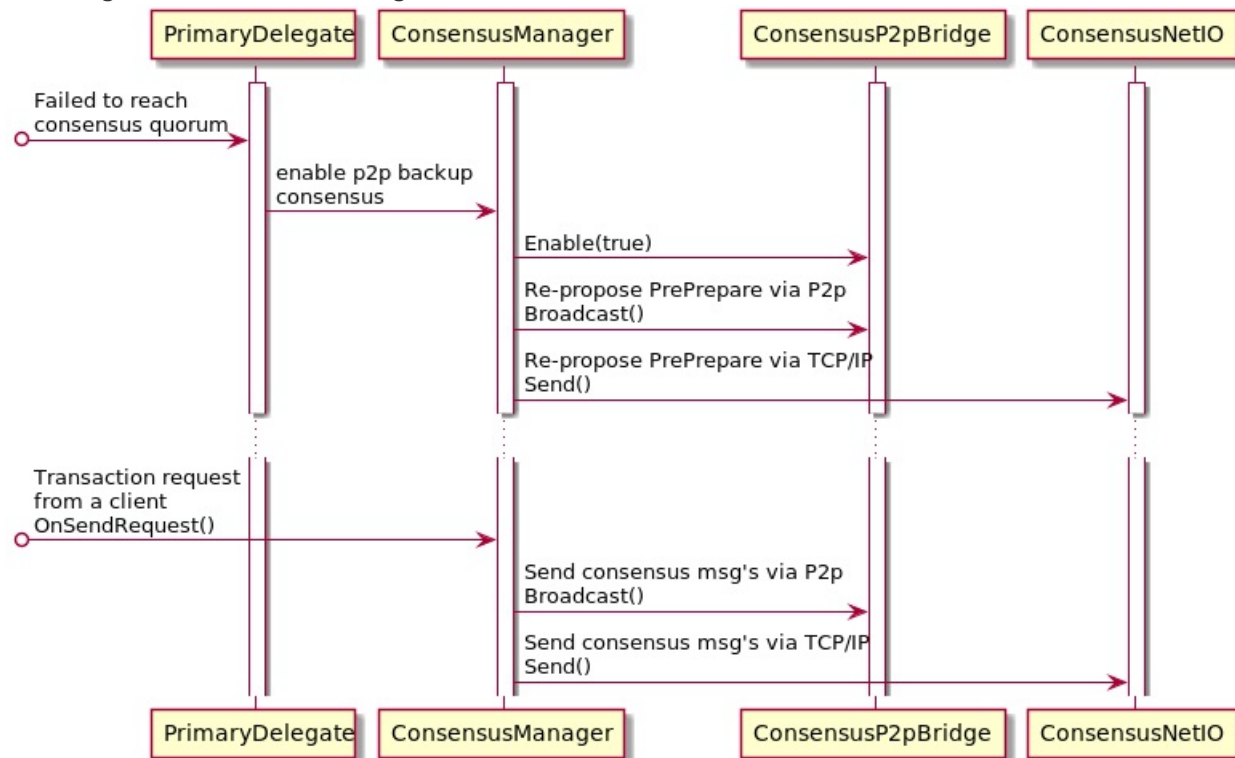 PrimaryDelegate ConsensusManager ConsensusP2pBridge ConsensusNetIO
Failed to reach
consensus quorum
enable p2p backup
consensus
Enable(true)
Re-propose PrePrepare via P2p
Broadcast()
Re-propose PrePrepare via TCP/IP
Send()
Transaction request
from a client
OnSendRequest()
Send consensus msg's via P2p
Broadcast()
Send consensus msg's via TCP/IP
Send()
PrimaryDelegate ConsensusManager ConsensusP2pBridge ConsensusNetIO